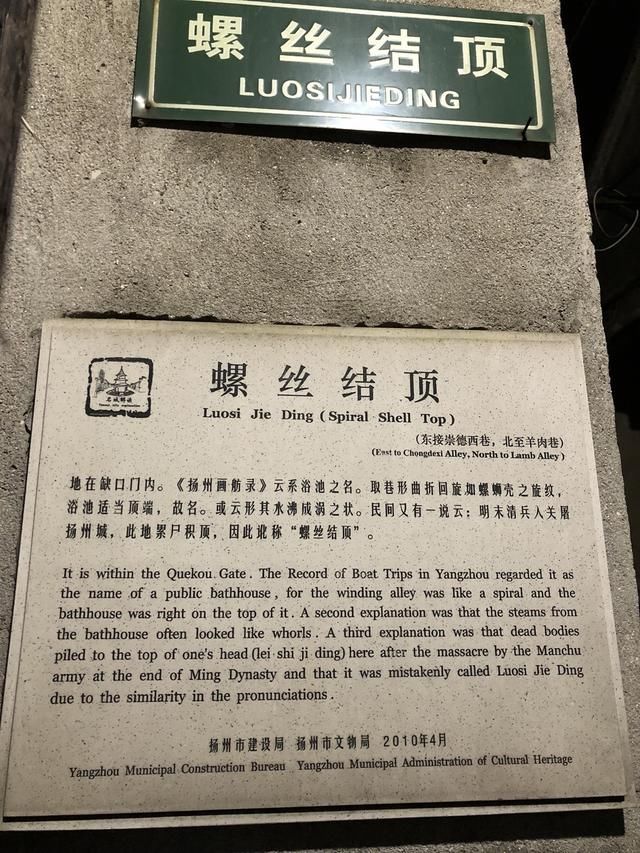 螺丝结顶
LUOSIJIEDING
名城解读
螺丝结顶
Luosi Jie Ding ( Spiral Shell Top )
（东接崇德西巷，北至羊肉巷）
(East to Chongdexi Alley, North to Lamb Alley )
地在缺口门内。《扬州画舫录》云系浴池之名。取巷形曲折回旋如螺蛳壳之旋纹，
浴池适当顶端，故名。或云形其水沸成涡之状。民间又有一说云：明末清兵入关屠
扬州城，此地累尸积顶，因此讹称“螺丝结顶”。
It is within the Quekou Gate . The Record of Boat Trips in Yangzhou regarded it as
the name of a public bathhouse , for the winding alley was like a spiral and the
bathhouse was right on the top of it . A second explanation was that the steams from
the bathhouse often looked like whorls . A third explanation was that dead bodies
piled to the top of one's head (lei shi ji ding) here after the massacre by the Manchu
army at the end of Ming Dynasty and that it was mistakenly called Luosi Jie Ding
due to the similarity in the pronunciations .
扬州市建设局 扬州市文物局 2010年4月
Yangzhou Municipal Construction Bureau Yangzhou Municipal Administration of Cultural Heritage